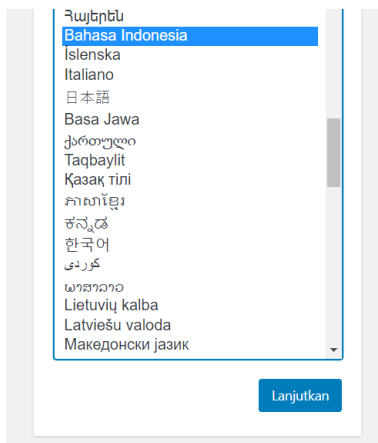 Հայերեն
Bahasa Indonesia
Íslenska
Italiano
日本語
Basa Jawa
ქართული
Taqbaylit
Қазақ тілі
ភាសាខ្មែរ
ಕನ್ನಡ
한국어
كوردی
ພາສາລາວ
Lietuvių kalba
Latviešu valoda
Македонски јазик
Lanjutkan